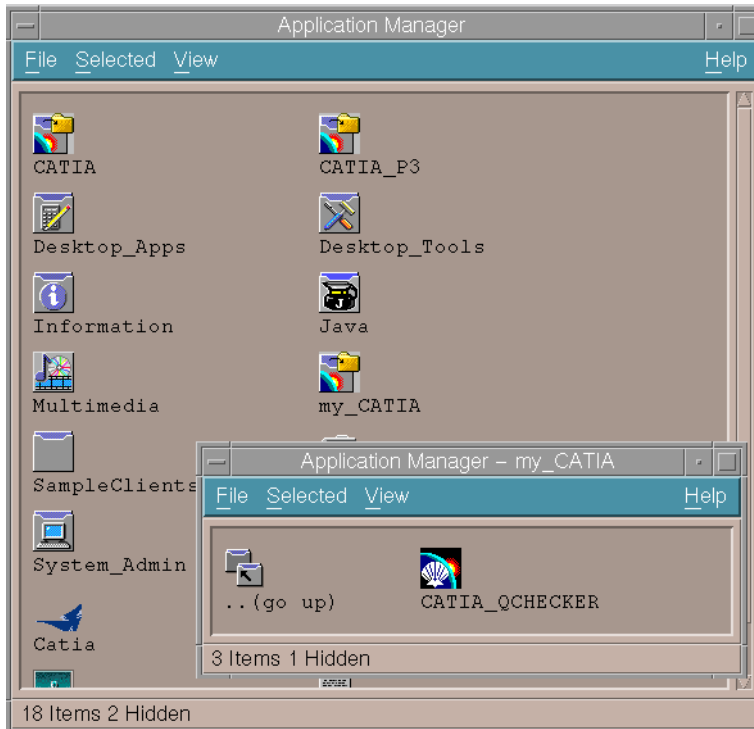 Application Manager
File Selected View Help
CATIA CATIA_P3
Desktop_Apps Desktop_Tools
Information Java
Multimedia my_CATIA
SampleClients
System_Admin
Catia
18 Items 2 Hidden
Application Manager – my_CATIA
File Selected View Help
..(go up) CATIA_QCHECKER
3 Items 1 Hidden